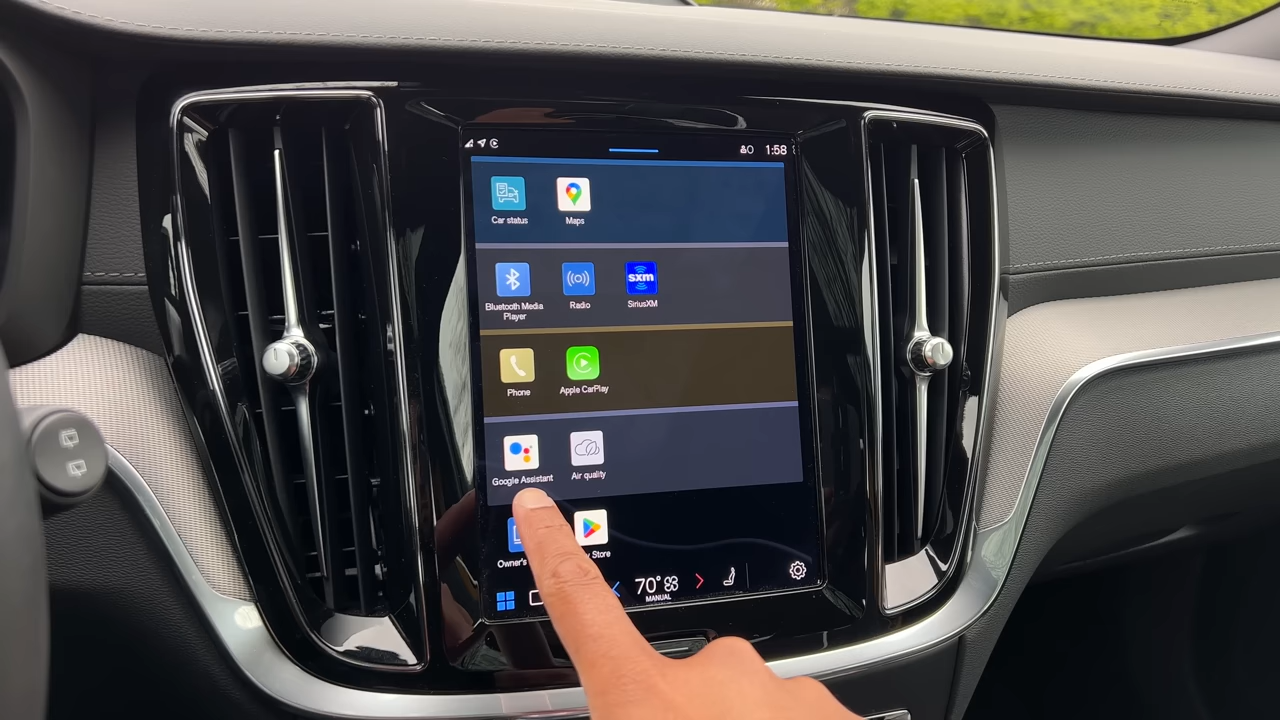 1:58
Car status
Maps
Bluetooth Media
Player
Radio
sxm
SiriusXM
Phone
Apple CarPlay
Google Assistant
Air quality
Owner's
Store
70°
MANUAL